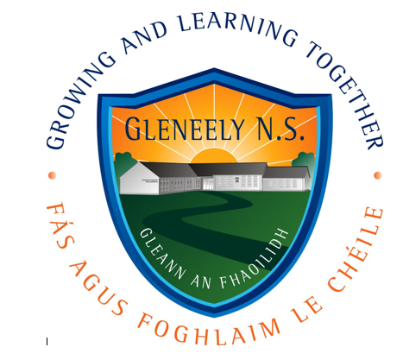 GROWING AND LEARNING TOGETHER
GLENEELY N.S.
GLEANN AN FHAOILIDH
FÁS AGUS FOGHLAIM LE CHÉILE